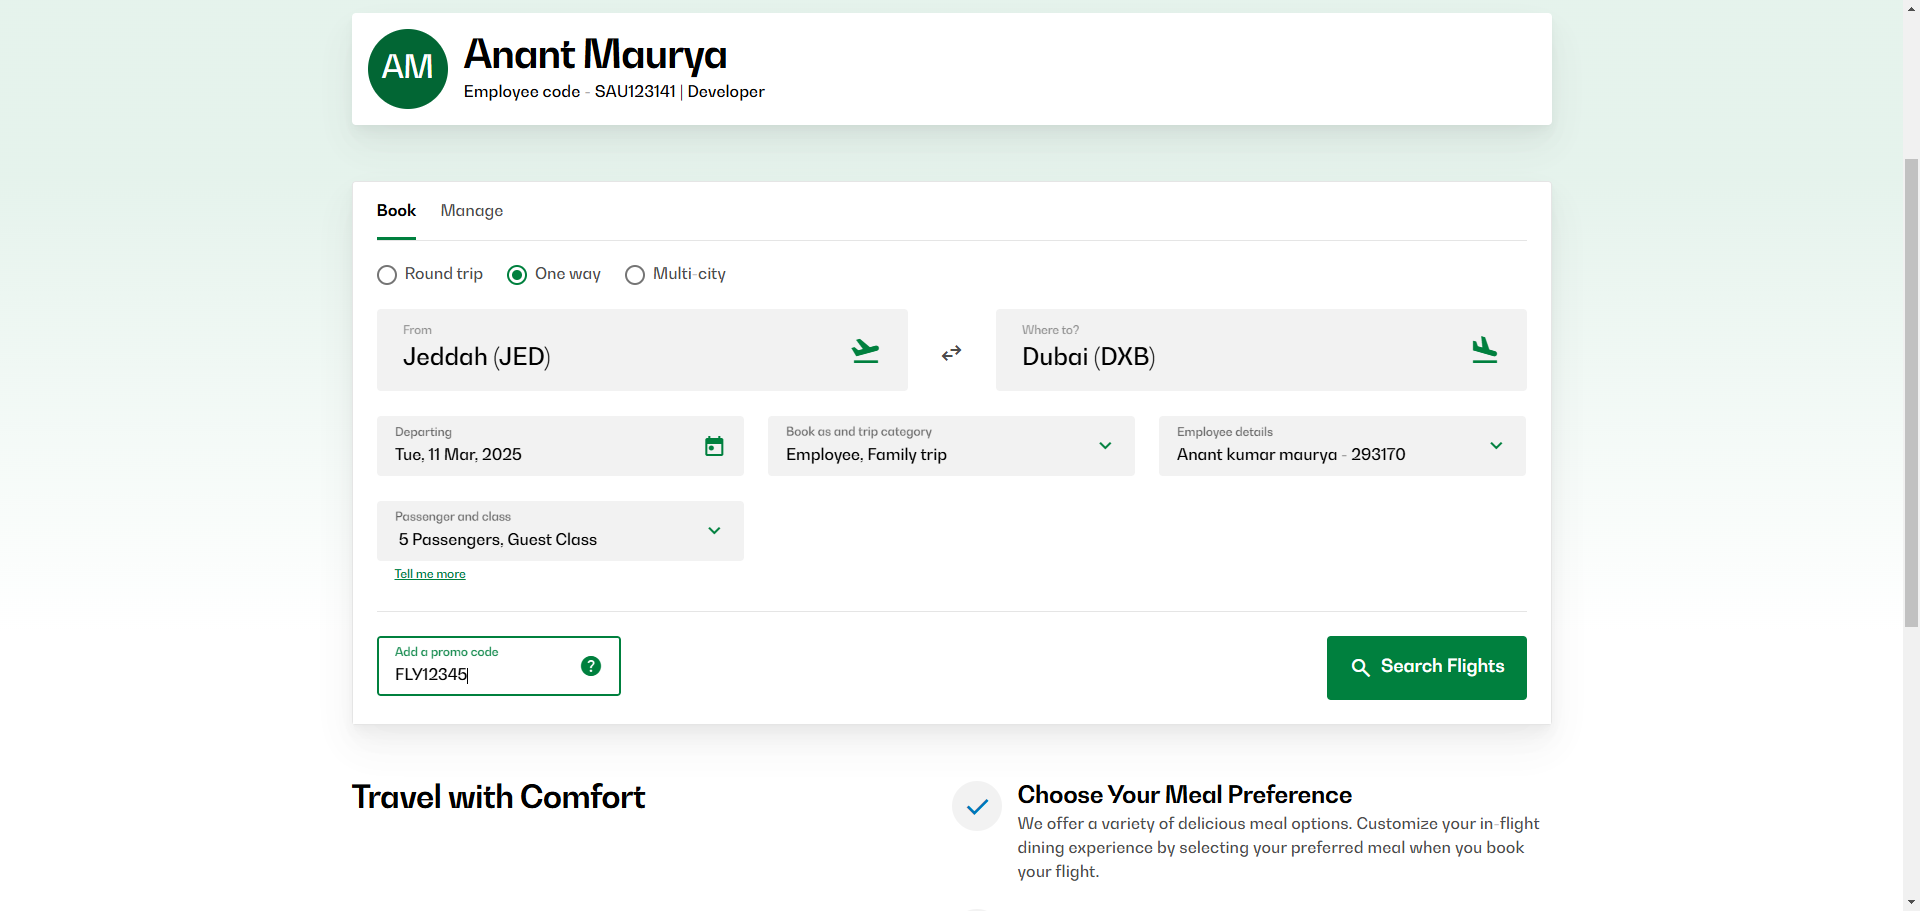 AM
Anant Maurya
Employee code - SAU123141 | Developer
Book Manage
Round trip One way Multi-city
From
Jeddah (JED)
Where to?
Dubai (DXB)
Departing
Tue, 11 Mar, 2025
Book as and trip category
Employee, Family trip
Employee details
Anant kumar maurya - 293170
Passenger and class
5 Passengers, Guest Class
Tell me more
Add a promo code
FLY12345
?
Search Flights
Travel with Comfort
Choose Your Meal Preference
We offer a variety of delicious meal options. Customize your in-flight
dining experience by selecting your preferred meal when you book
your flight.